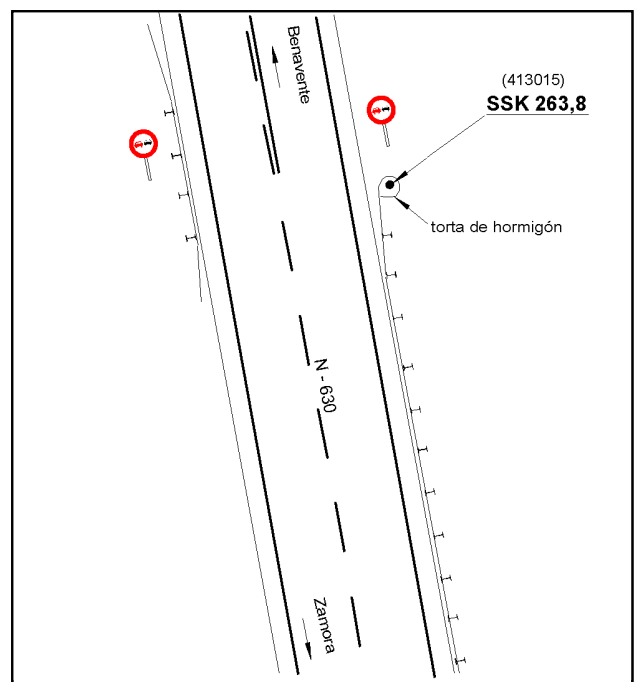 Benavente
(413015)
SSK 263,8
torta de hormigón
N - 630
Zamora